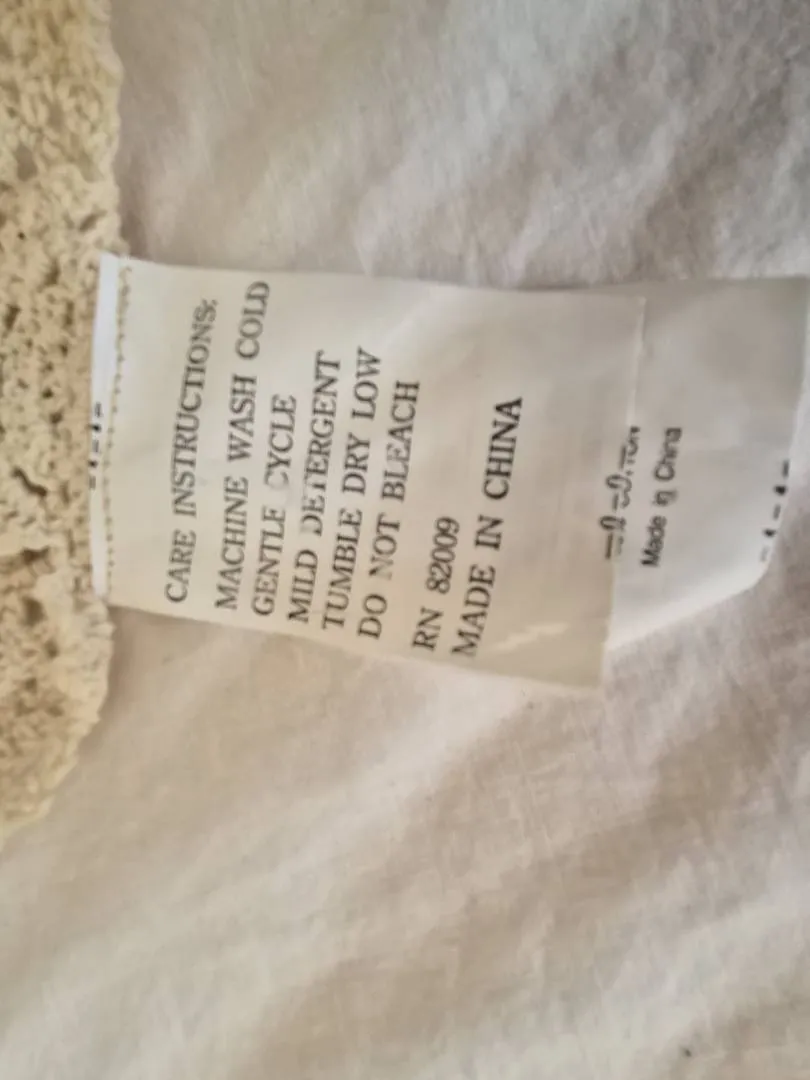 CARE INSTRUCTIONS:
MACHINE WASH COLD
GENTLE CYCLE
MILD DETERGENT
TUMBLE DRY LOW
DO NOT BLEACH
RN 82009
MADE IN CHINA
Made in China